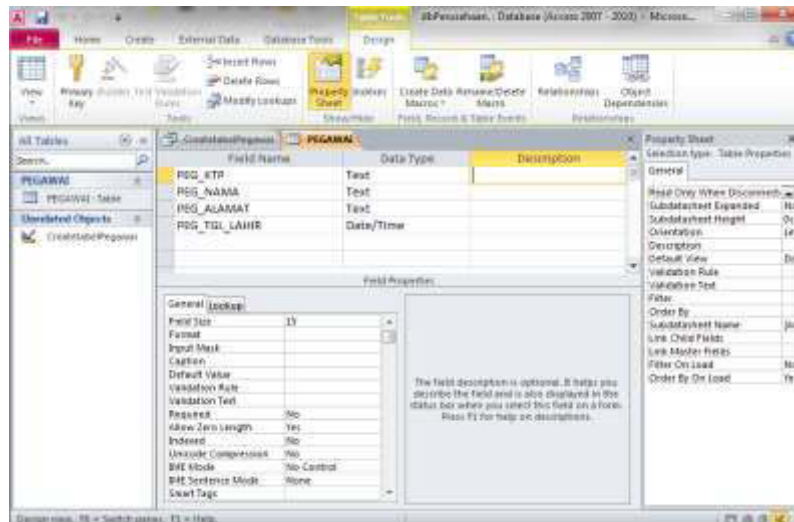 Table Tools
dbPerusahaan : Database (Access 2007 - 2010) - Microsoft...
File Home Create External Data Database Tools Design
View
Primary Key
Insert Rows
Delete Rows
Modify Lookups
Property Sheet
Indexes
Create Data Macros
Rename/Delete Macro
Relationships
Object Dependencies
Views
Tools
Show/Hide
Field, Record & Table Events
Relationships
All Tables
Search..
PEGAWAI
PEGAWAI : Table
Unrelated Objects
CreatetabelPegawai
CreatetabelPegawai PEGAWAI
Field Name Data Type Description
PEG_KTP Text
PEG_NAMA Text
PEG_ALAMAT Text
PEG_TGL_LAHIR Date/Time
Field Properties
General Lookup
Field Size 15
Format
Input Mask
Caption
Default Value
Validation Rule
Validation Text
Required No
Allow Zero Length Yes
Indexed No
Unicode Compression No
IME Mode No Control
IME Sentence Mode None
Smart Tags
The field description is optional. It helps you
describe the field and is also displayed in the
status bar when you select this field on a form.
Press F1 for help on descriptions.
Property Sheet
Selection type: Table Properties
General
Read Only When Disconnect
Subdatasheet Expanded No
Subdatasheet Height
Orientation
Description
Default View
Validation Rule
Validation Text
Filter
Order By
Subdatasheet Name
Link Child Fields
Link Master Fields
Filter On Load No
Order By On Load Ye
Design view. F6 = Switch panes. F1 = Help.